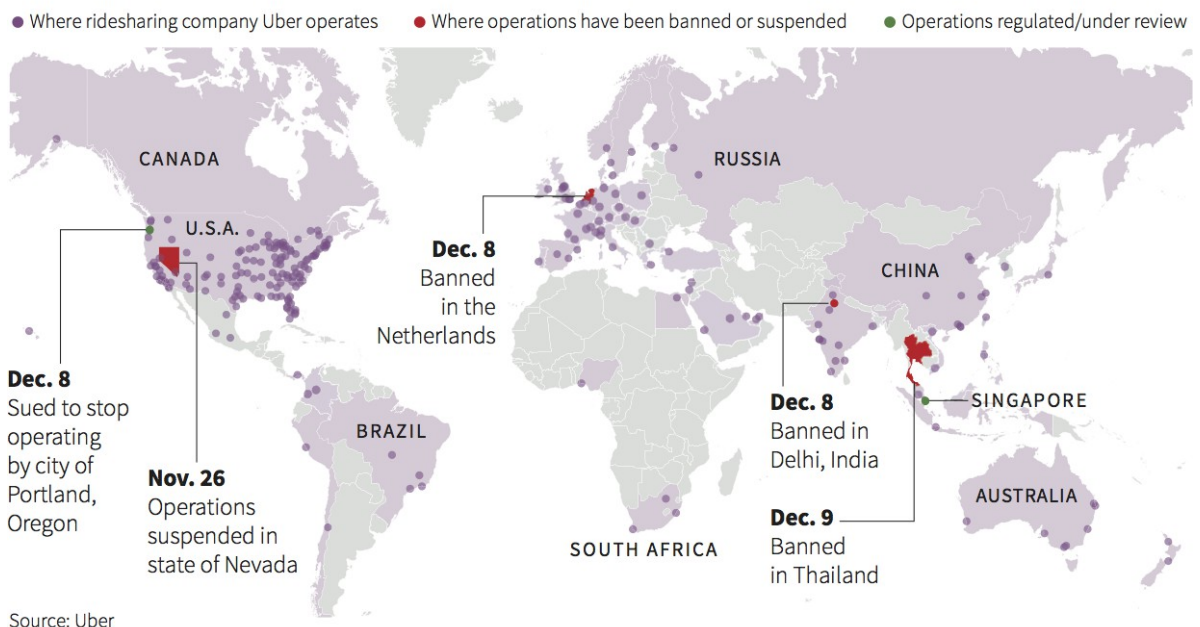 Where ridesharing company Uber operates
Where operations have been banned or suspended
Operations regulated/under review
CANADA
U.S.A.
RUSSIA
CHINA
Dec. 8
Banned
in the
Netherlands
Dec. 8
Sued to stop
operating
by city of
Portland,
Oregon
Nov. 26
Operations
suspended in
state of Nevada
BRAZIL
SOUTH AFRICA
Dec. 8
Banned in
Delhi, India
Dec. 9
Banned
in Thailand
SINGAPORE
AUSTRALIA
Source: Uber